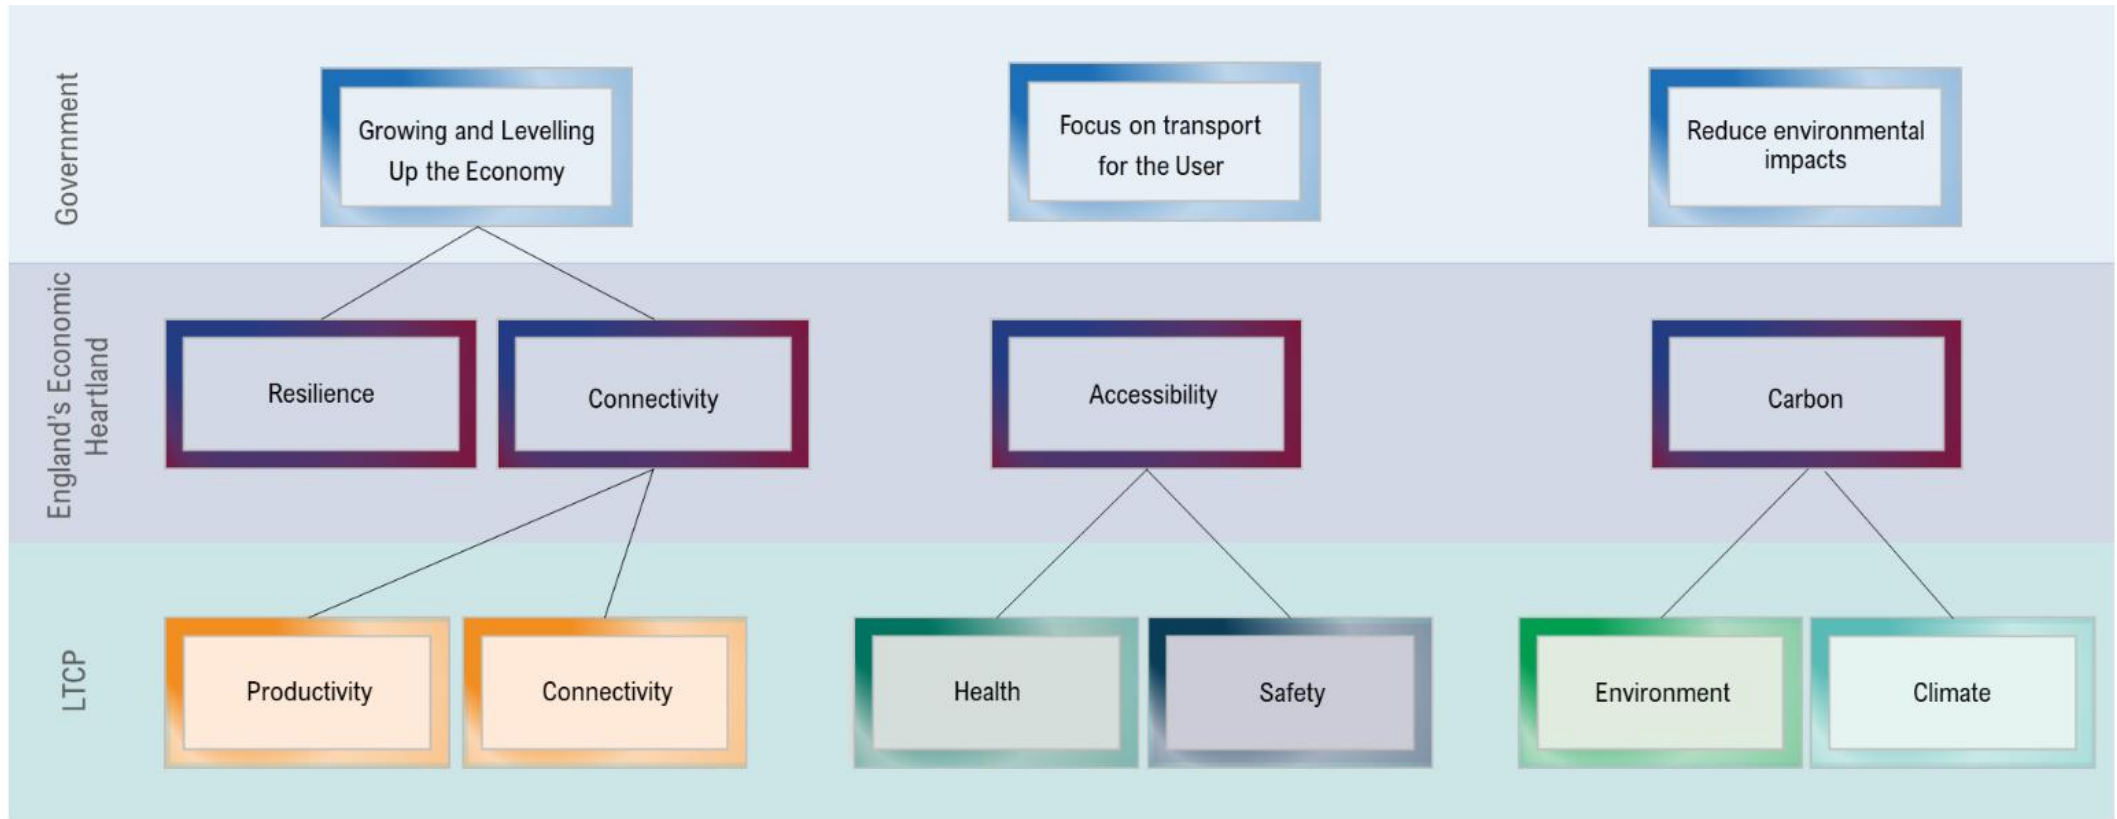 Government
Growing and Levelling
Up the Economy
Focus on transport
for the User
Reduce environmental
impacts
England's Economic
Heartland
Resilience
Connectivity
Accessibility
Carbon
LTCP
Productivity
Connectivity
Health
Safety
Environment
Climate